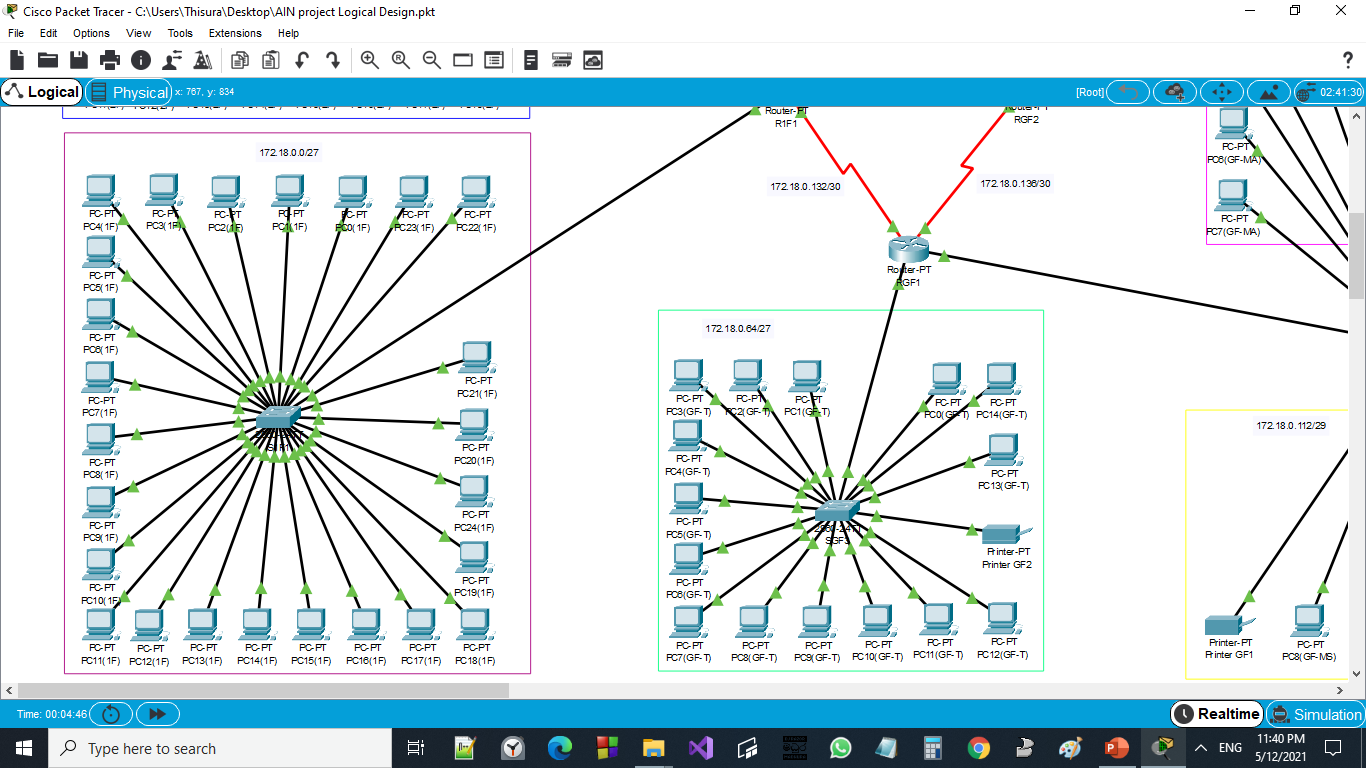 Cisco Packet Tracer - C:\Users\Thisura\Desktop\AIN project Logical Design.pkt
File Edit Options View Tools Extensions Help
?
Logical Physical x: 767, y: 834 [Root] 02:41:30
Router-PT
R1F1
Router-PT
RGF2
172.18.0.132/30
172.18.0.136/30
Router-PT
RGF1
172.18.0.0/27
PC-PT
PC4(1F)
PC-PT
PC3(1F)
PC-PT
PC2(1F)
PC-PT
PC1(1F)
PC-PT
PC0(1F)
PC-PT
PC23(1F)
PC-PT
PC22(1F)
PC-PT
PC5(1F)
PC-PT
PC6(1F)
PC-PT
PC7(1F)
PC-PT
PC8(1F)
PC-PT
PC9(1F)
PC-PT
PC10(1F)
PC-PT
PC21(1F)
PC-PT
PC20(1F)
PC-PT
PC24(1F)
PC-PT
PC19(1F)
PC-PT
PC11(1F)
PC-PT
PC12(1F)
PC-PT
PC13(1F)
PC-PT
PC14(1F)
PC-PT
PC15(1F)
PC-PT
PC16(1F)
PC-PT
PC17(1F)
PC-PT
PC18(1F)
172.18.0.64/27
PC-PT
PC3(GF-T)
PC-PT
PC2(GF-T)
PC-PT
PC1(GF-T)
PC-PT
PC0(GF-T)
PC-PT
PC14(GF-T)
PC-PT
PC4(GF-T)
PC-PT
PC13(GF-T)
PC-PT
PC5(GF-T)
2960-24TT
SGF3
Printer-PT
Printer GF2
PC-PT
PC6(GF-T)
PC-PT
PC7(GF-T)
PC-PT
PC8(GF-T)
PC-PT
PC9(GF-T)
PC-PT
PC10(GF-T)
PC-PT
PC11(GF-T)
PC-PT
PC12(GF-T)
PC-PT
PC6(GF-MA)
PC-PT
PC7(GF-MA)
172.18.0.112/29
Printer-PT
Printer GF1
PC-PT
PC8(GF-MS)
Time: 00:04:46 Realtime Simulation
Type here to search
ENG
11:40 PM
5/12/2021